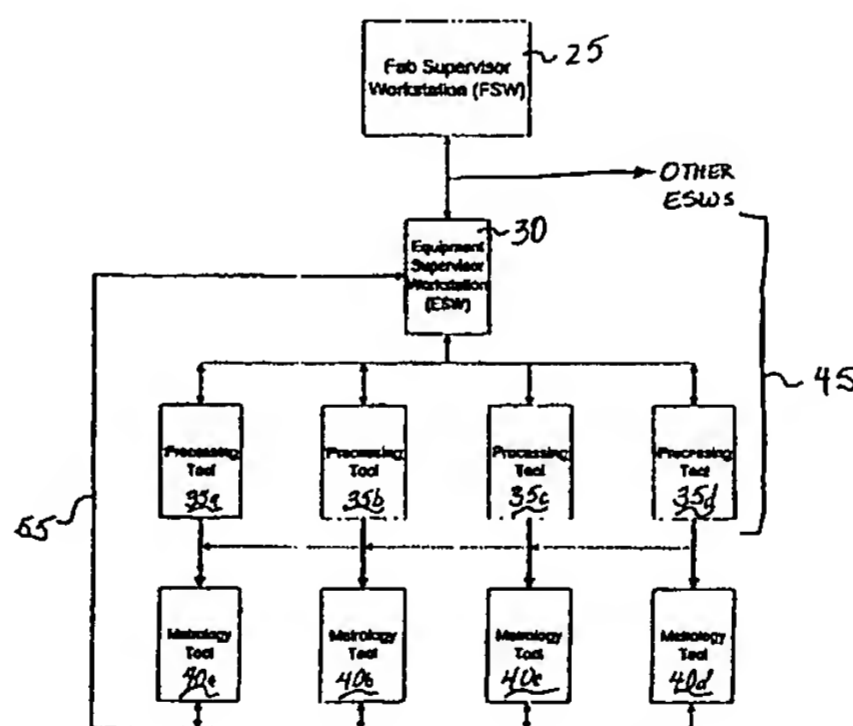 Fab Supervisor
Workstation (FSW)
25
OTHER
ESWs
30
Equipment
Supervisor
Workstation
(ESW)
45
Processing
Tool
35a
Processing
Tool
35b
Processing
Tool
35c
Processing
Tool
35d
55
Metrology
Tool
40a
Metrology
Tool
40b
Metrology
Tool
40c
Metrology
Tool
40d